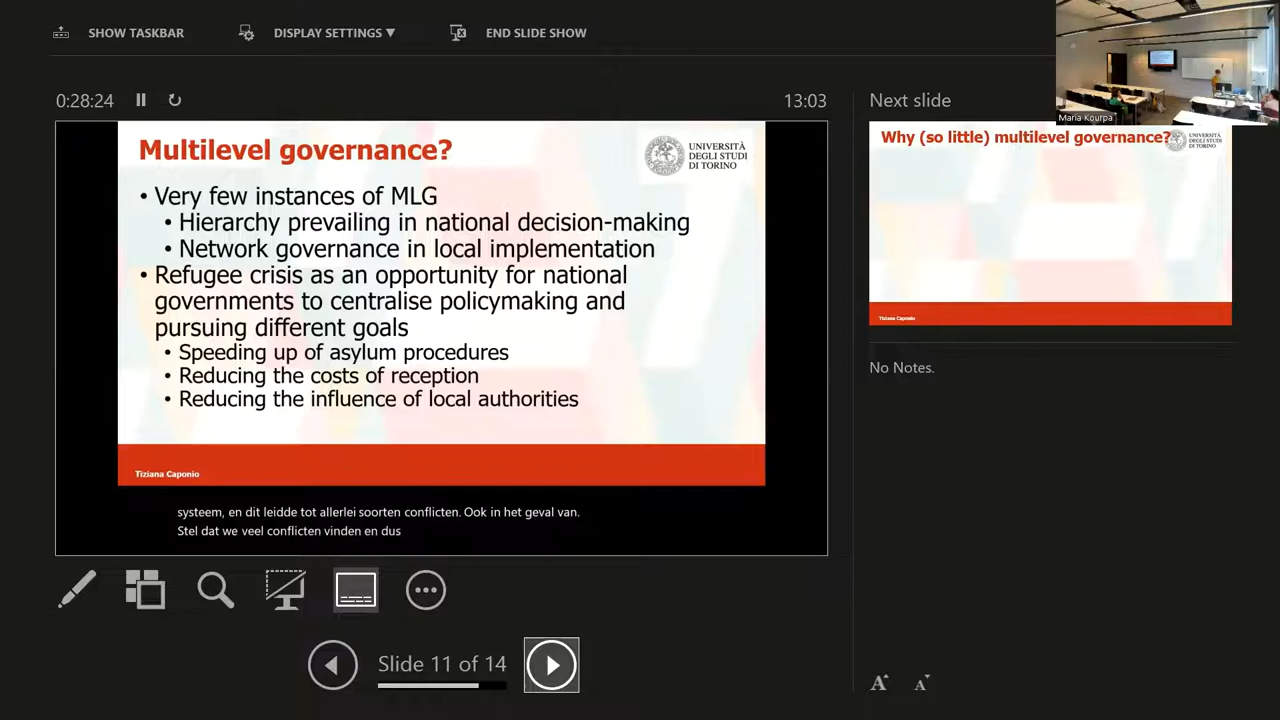 SHOW TASKBAR
DISPLAY SETTINGS ▼
END SLIDE SHOW
0:28:24
13:03
Next slide
Maria Kourpa
Multilevel governance?
UNIVERSITÀ
DEGLI STUDI
DI TORINO
• Very few instances of MLG
• Hierarchy prevailing in national decision-making
• Network governance in local implementation
• Refugee crisis as an opportunity for national
governments to centralise policymaking and
pursuing different goals
• Speeding up of asylum procedures
• Reducing the costs of reception
• Reducing the influence of local authorities
Tiziana Caponio
systeem, en dit leidde tot allerlei soorten conflicten. Ook in het geval van.
Stel dat we veel conflicten vinden en dus
Why (so little) multilevel governance?
UNIVERSITÀ
DEGLI STUDI
DI TORINO
Tiziana Caponio
No Notes.
Slide 11 of 14
A A